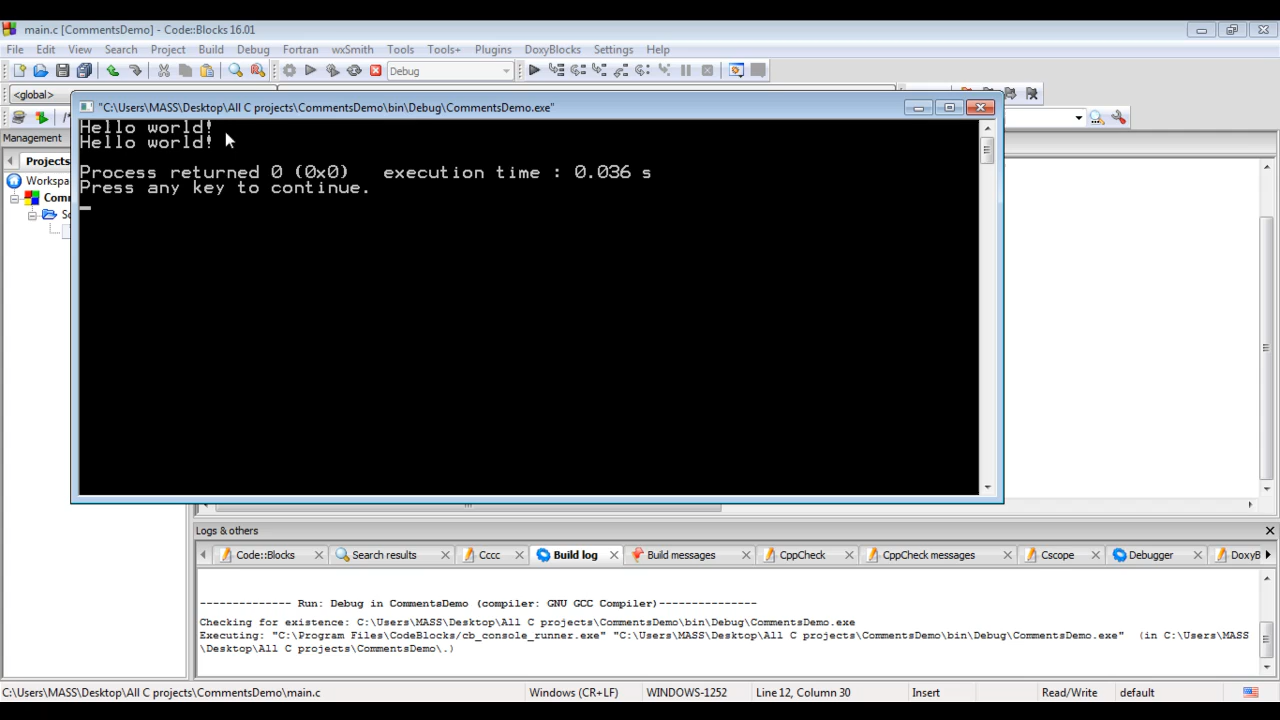 main.c [CommentsDemo] - Code::Blocks 16.01
File Edit View Search Project Build Debug Fortran wxSmith Tools Tools+ Plugins DoxyBlocks Settings Help
Debug
<global>
"C:\Users\MASS\Desktop\All C projects\CommentsDemo\bin\Debug\CommentsDemo.exe"
Hello world!
Hello world!
Process returned 0 (0x0)   execution time : 0.036 s
Press any key to continue.
Management
Projects
Workspa
Comm
So
Logs & others
Code::Blocks Search results Cccc Build log Build messages CppCheck CppCheck messages Cscope Debugger DoxyB
-------------- Run: Debug in CommentsDemo (compiler: GNU GCC Compiler)---------------
Checking for existence: C:\Users\MASS\Desktop\All C projects\CommentsDemo\bin\Debug\CommentsDemo.exe
Executing: "C:\Program Files\CodeBlocks/cb_console_runner.exe" "C:\Users\MASS\Desktop\All C projects\CommentsDemo\bin\Debug\CommentsDemo.exe"  (in C:\Users\MASS
\Desktop\All C projects\CommentsDemo\.)
C:\Users\MASS\Desktop\All C projects\CommentsDemo\main.c Windows (CR+LF) WINDOWS-1252 Line 12, Column 30 Insert Read/Write default